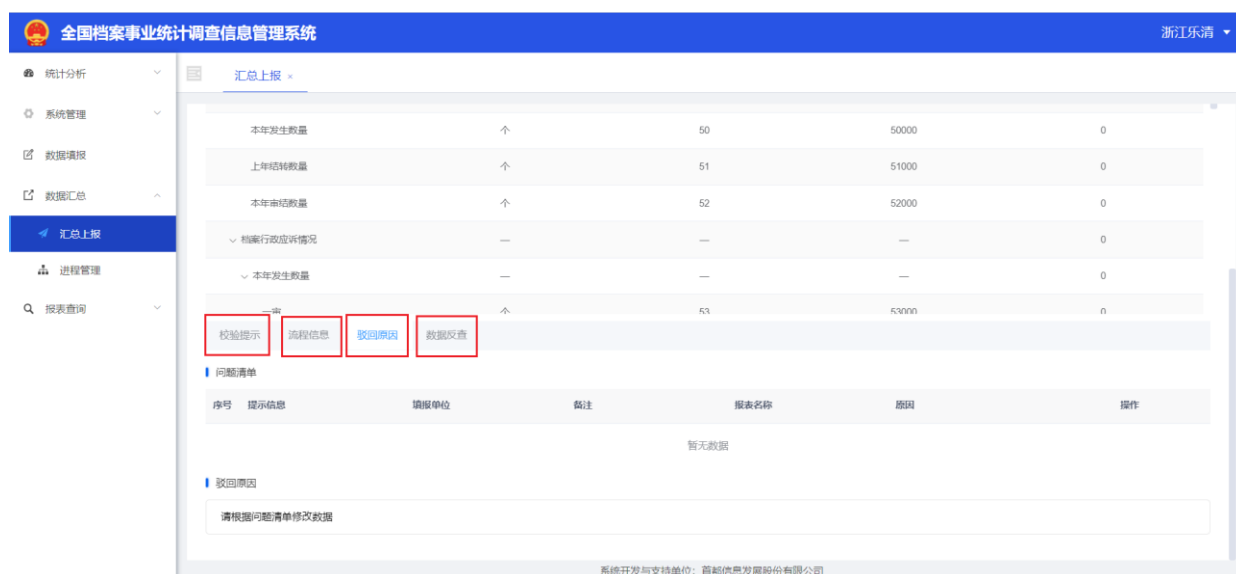 全国档案事业统计调查信息管理系统 浙江乐清
统计分析
系统管理
数据填报
数据汇总
汇总上报
进程管理
报表查询
汇总上报 ×
本年发生数量 个 50 50000 0
上年结转数量 个 51 51000 0
本年审结数量 个 52 52000 0
档案行政应诉情况 — — — 0
本年发生数量 — — — 0
一审 个 53 53000 0
校验提示 流程信息 驳回原因 数据反查
问题清单
序号 提示信息 填报单位 备注 报表名称 原因 操作
暂无数据
驳回原因
请根据问题清单修改数据
系统开发与支持单位：首都信息发展股份有限公司